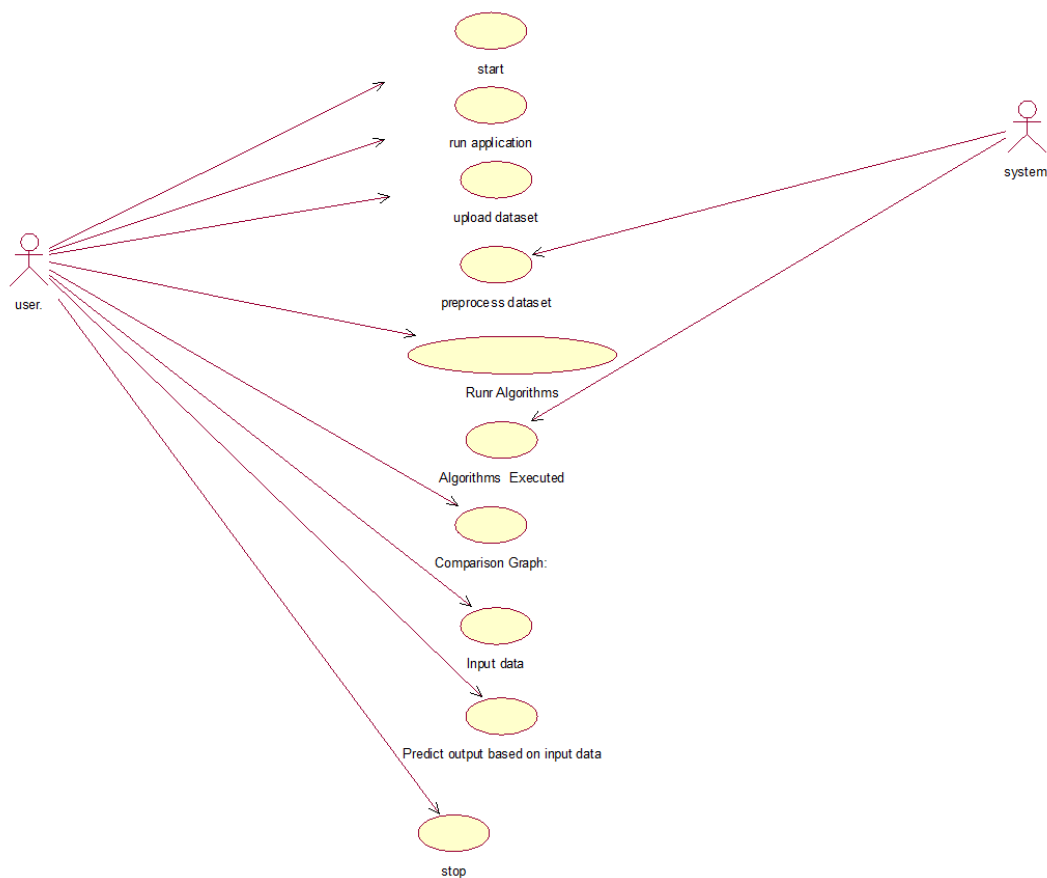 start
run application
system
upload dataset
user.
preprocess dataset
Runr Algorithms
Algorithms  Executed
Comparison Graph:
Input data
Predict output based on input data
stop